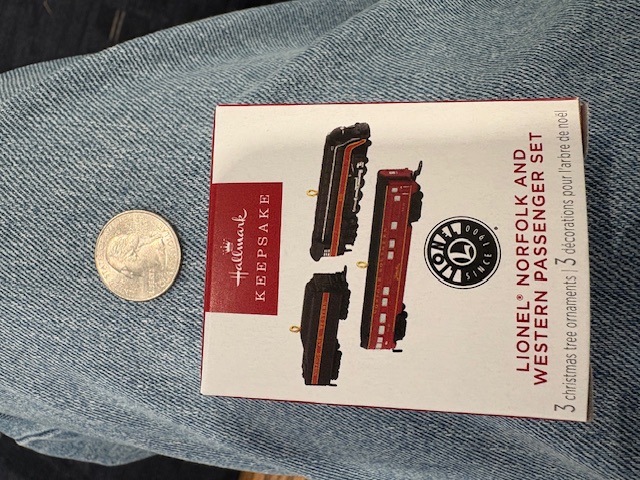 Hallmark
KEEPSAKE
LIONEL
SINCE 1900
LIONEL® NORFOLK AND
WESTERN PASSENGER SET
3 christmas tree ornaments | 3 décorations pour l'arbre de noël